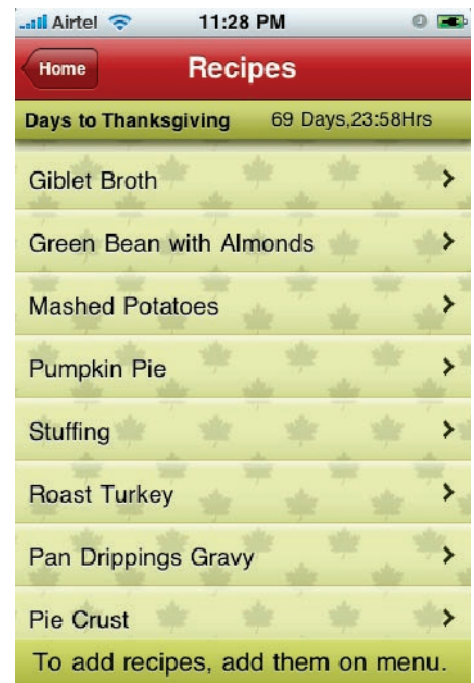 Airtel 11:28 PM
Home Recipes
Days to Thanksgiving 69 Days,23:58Hrs
Giblet Broth
Green Bean with Almonds
Mashed Potatoes
Pumpkin Pie
Stuffing
Roast Turkey
Pan Drippings Gravy
Pie Crust
To add recipes, add them on menu.